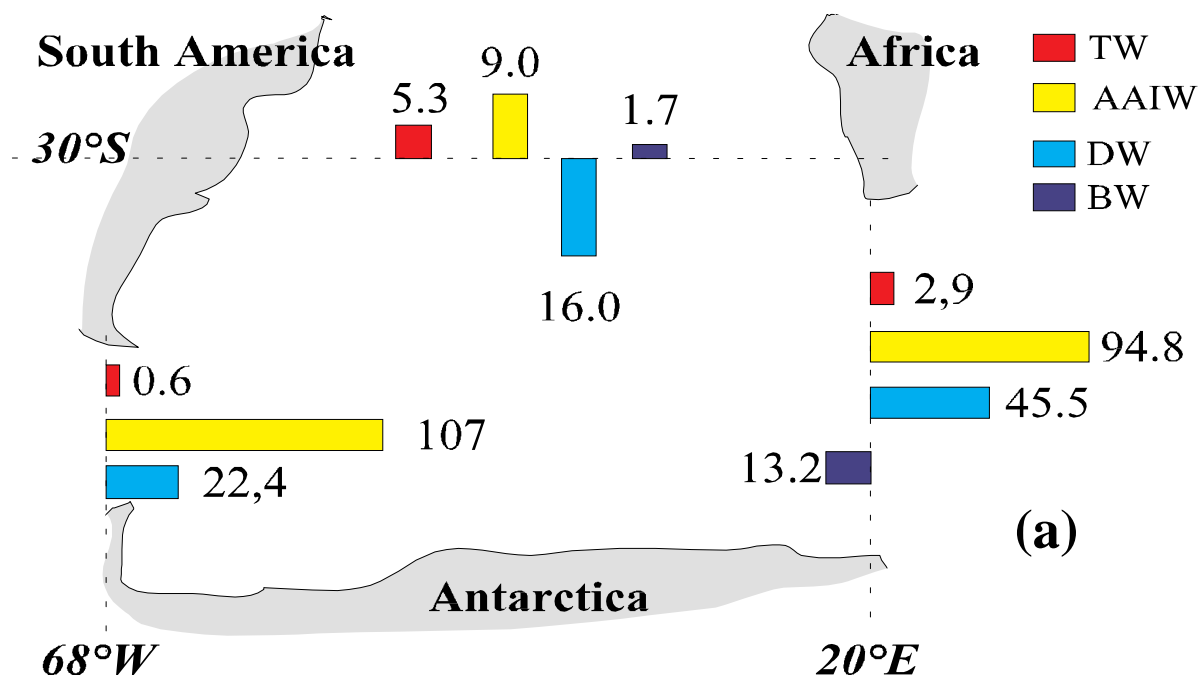 South America
Africa
TW
AAIW
DW
BW
9.0
5.3
1.7
30°S
16.0
2,9
94.8
45.5
13.2
0.6
107
22,4
(a)
Antarctica
68°W
20°E